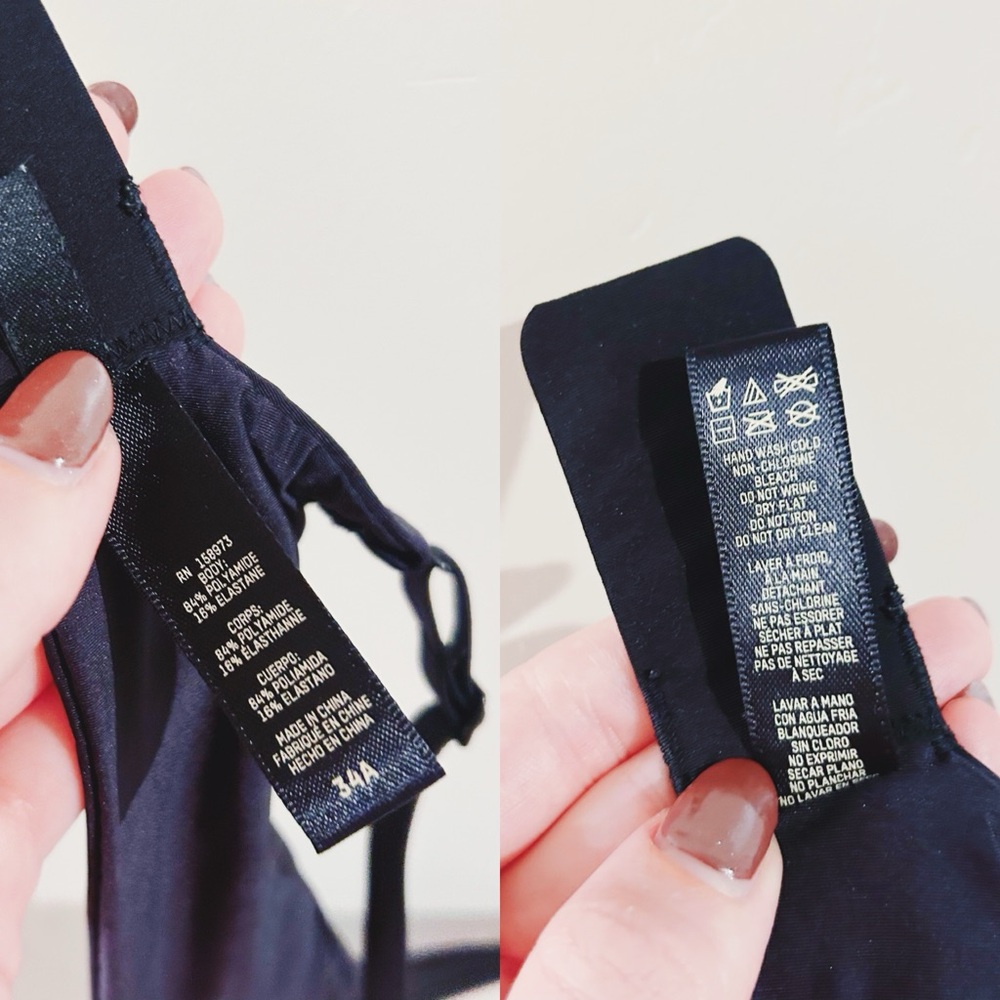 RN 158973
BODY:
84% POLYAMIDE
16% ELASTANE
CORPS:
84% POLYAMIDE
16% ELASTHANNE
CUERPO:
84% POLIAMIDA
16% ELASTANO
MADE IN CHINA
FABRIQUÉ EN CHINE
HECHO EN CHINA
34A
HAND WASH COLD
NON-CHLORINE
BLEACH
DO NOT WRING
DRY FLAT
DO NOT IRON
DO NOT DRY CLEAN
LAVER À FROID,
À LA MAIN
DÉTACHANT
SANS-CHLORINE
NE PAS ESSORER
SÉCHER À PLAT
NE PAS REPASSER
PAS DE NETTOYAGE
À SEC
LAVAR A MANO
CON AGUA FRIA
BLANQUEADOR
SIN CLORO
NO EXPRIMIR
SECAR PLANO
NO PLANCHAR
NO LAVAR EN